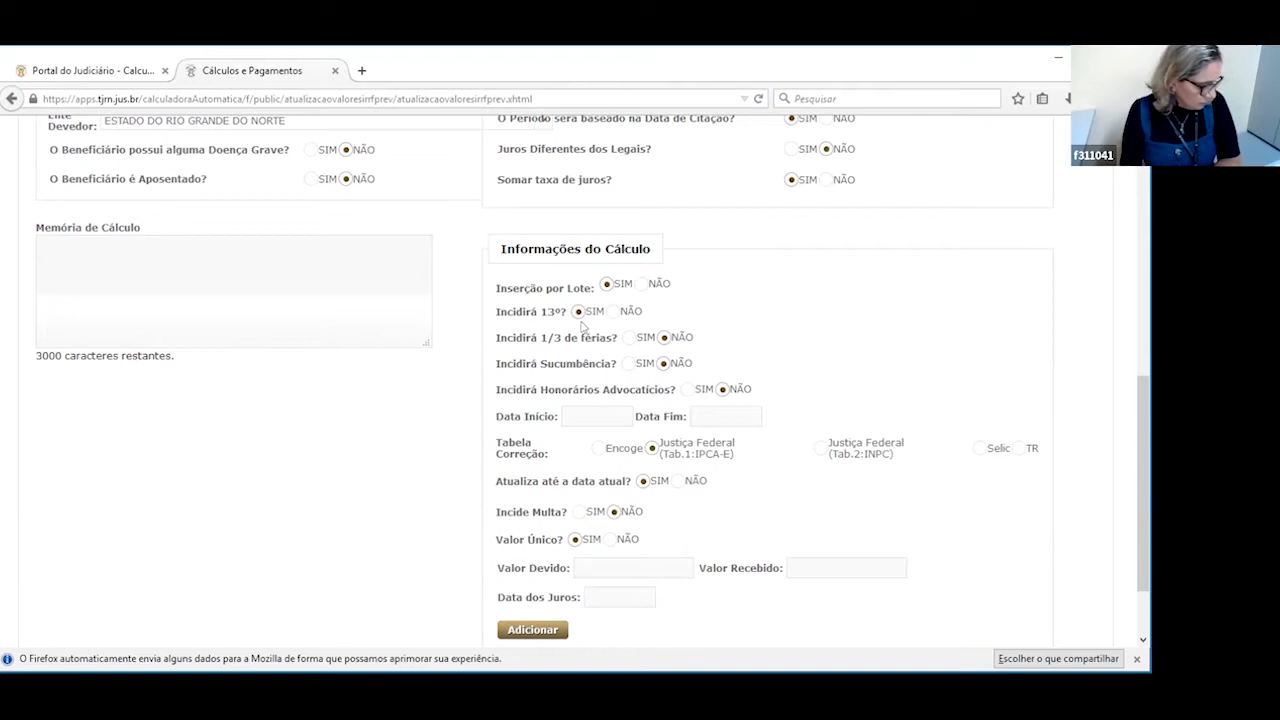 Portal do Judiciário - Calcu... × Cálculos e Pagamentos × +
https://apps.tjrn.jus.br/calculadoraAutomatica/f/public/atualizacaovaloresirrfprev/atualizacaovaloresirrfprev.xhtml Pesquisar
f311041
Ente
Devedor: ESTADO DO RIO GRANDE DO NORTE
O Beneficiário possui alguma Doença Grave? SIM NÃO
O Beneficiário é Aposentado? SIM NÃO
O Período será baseado na Data de Citação? SIM NÃO
Juros Diferentes dos Legais? SIM NÃO
Somar taxa de juros? SIM NÃO
Memória de Cálculo
3000 caracteres restantes.
Informações do Cálculo
Inserção por Lote: SIM NÃO
Incidirá 13º? SIM NÃO
Incidirá 1/3 de férias? SIM NÃO
Incidirá Sucumbência? SIM NÃO
Incidirá Honorários Advocatícios? SIM NÃO
Data Início: Data Fim:
Tabela
Correção: Encoge Justiça Federal
(Tab.1:IPCA-E) Justiça Federal
(Tab.2:INPC) Selic TR
Atualiza até a data atual? SIM NÃO
Incide Multa? SIM NÃO
Valor Único? SIM NÃO
Valor Devido: Valor Recebido:
Data dos Juros:
Adicionar
O Firefox automaticamente envia alguns dados para a Mozilla de forma que possamos aprimorar sua experiência. Escolher o que compartilhar ×